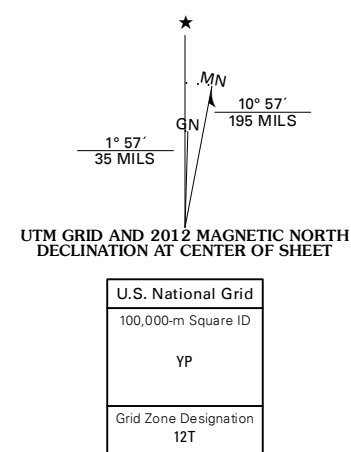 ★
MN
GN
10° 57´
195 MILS
1° 57´
35 MILS
UTM GRID AND 2012 MAGNETIC NORTH
DECLINATION AT CENTER OF SHEET
U.S. National Grid
100,000-m Square ID
YP
Grid Zone Designation
12T